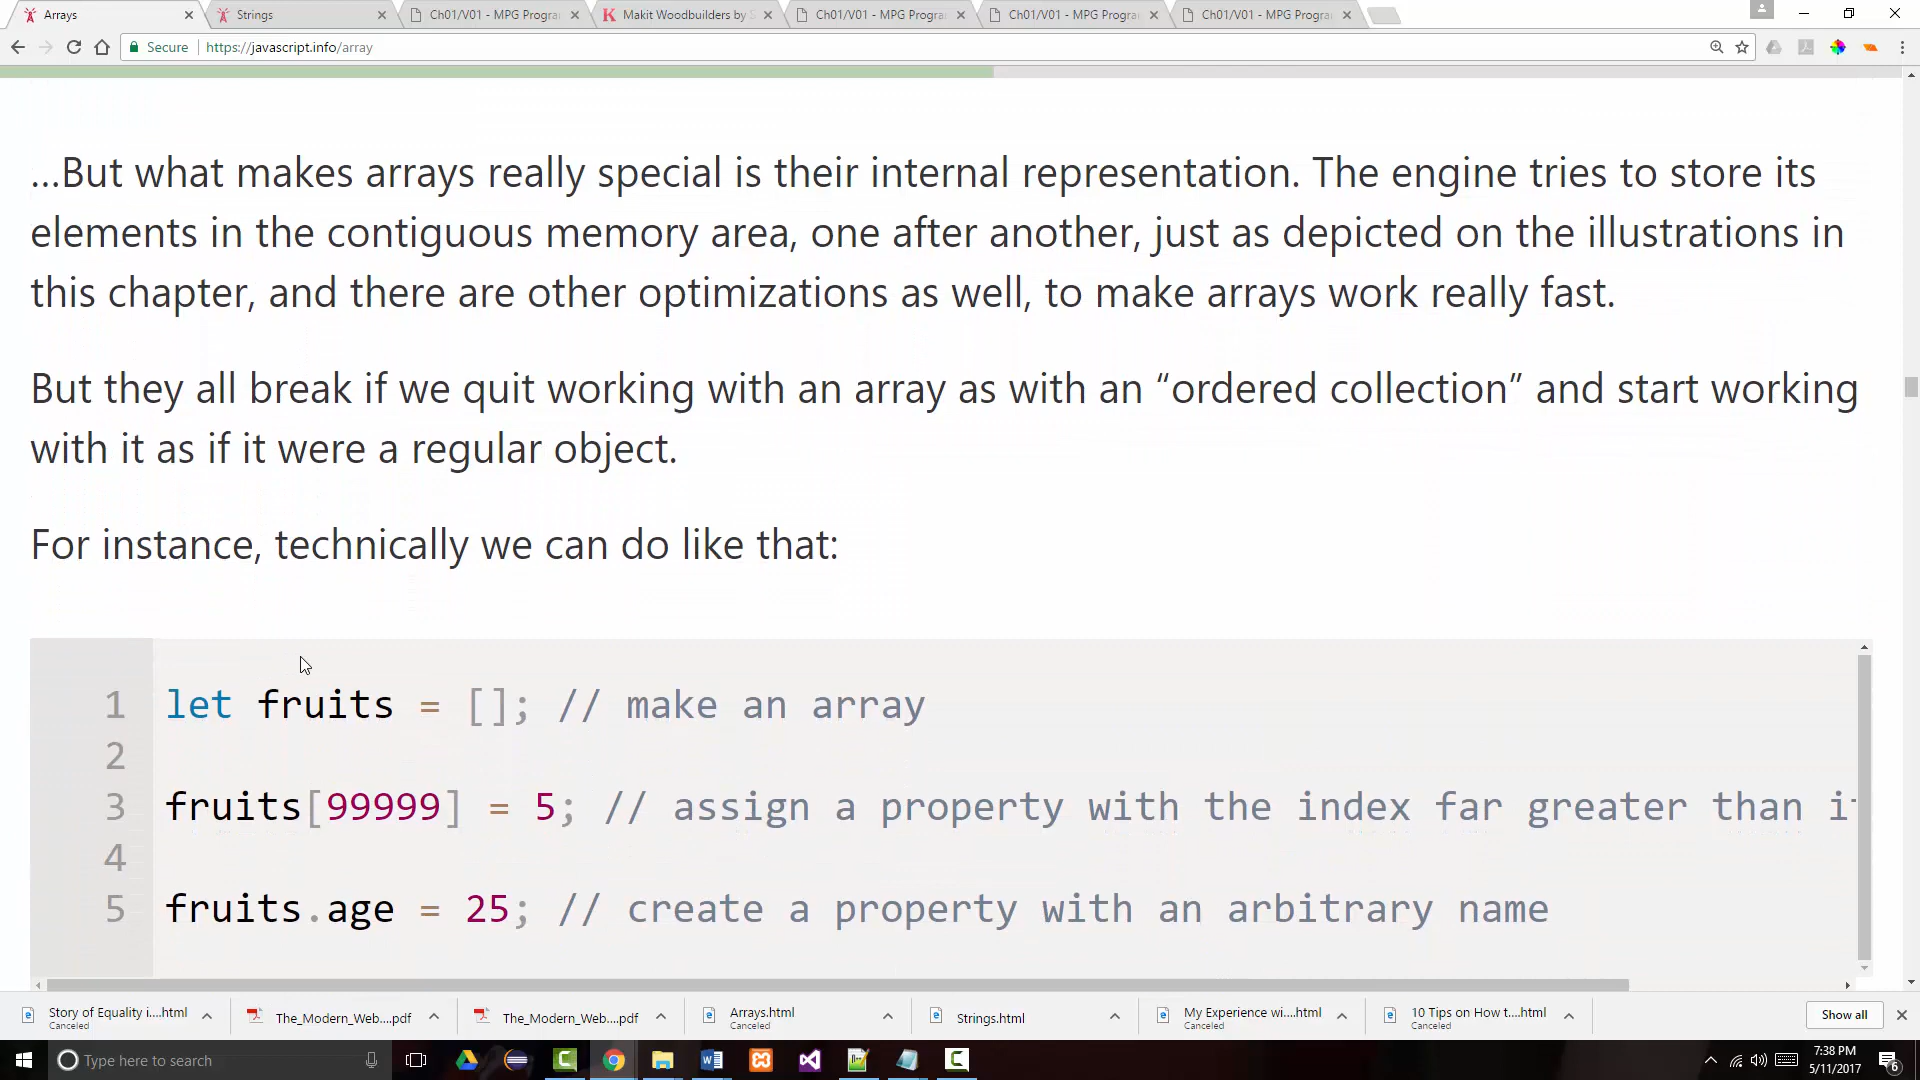 Arrays
Strings
Ch01/V01 - MPG Progra
Makit Woodbuilders by
Ch01/V01 - MPG Progra
Ch01/V01 - MPG Progra
Ch01/V01 - MPG Progra
Secure
https://javascript.info/array
...But what makes arrays really special is their internal representation. The engine tries to store its
elements in the contiguous memory area, one after another, just as depicted on the illustrations in
this chapter, and there are other optimizations as well, to make arrays work really fast.
But they all break if we quit working with an array as with an “ordered collection” and start working
with it as if it were a regular object.
For instance, technically we can do like that:
1 let fruits = []; // make an array
2
3 fruits[99999] = 5; // assign a property with the index far greater than it
4
5 fruits.age = 25; // create a property with an arbitrary name
Story of Equality i....html
Canceled
The_Modern_Web....pdf
The_Modern_Web....pdf
Arrays.html
Canceled
Strings.html
My Experience wi....html
Canceled
10 Tips on How t....html
Canceled
Show all
Type here to search
7:38 PM
5/11/2017
6